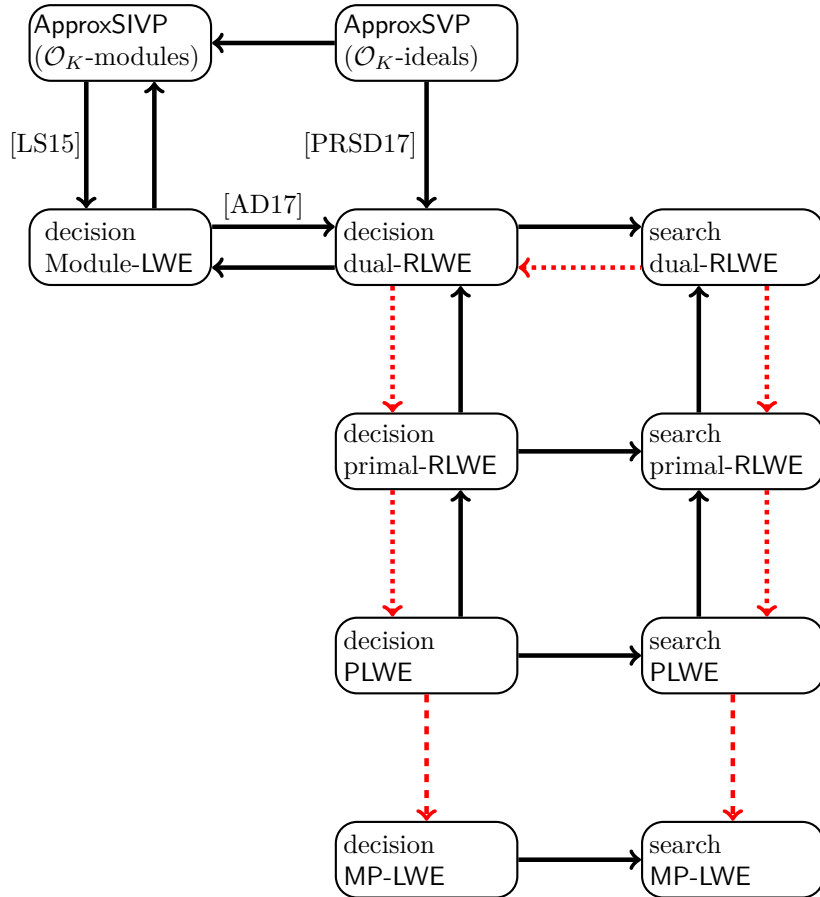 ApproxSIVP
(𝒪_K-modules)
ApproxSVP
(𝒪_K-ideals)
[LS15]
[PRSD17]
[AD17]
decision
Module-LWE
decision
dual-RLWE
search
dual-RLWE
decision
primal-RLWE
search
primal-RLWE
decision
PLWE
search
PLWE
decision
MP-LWE
search
MP-LWE